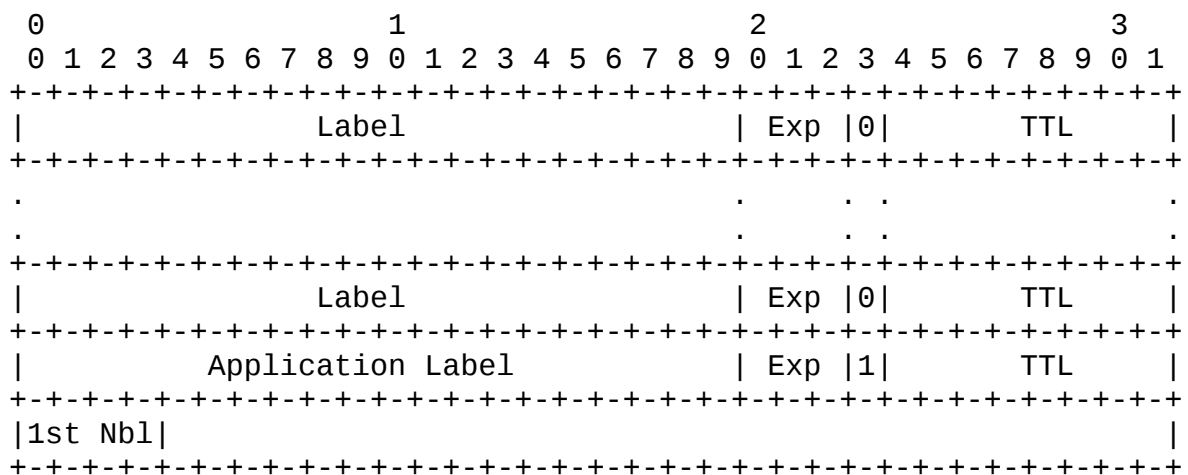 0                   1                   2                   3
 0 1 2 3 4 5 6 7 8 9 0 1 2 3 4 5 6 7 8 9 0 1 2 3 4 5 6 7 8 9 0 1
+-+-+-+-+-+-+-+-+-+-+-+-+-+-+-+-+-+-+-+-+-+-+-+-+-+-+-+-+-+-+-+-+
|                Label                  | Exp |0|       TTL     |
+-+-+-+-+-+-+-+-+-+-+-+-+-+-+-+-+-+-+-+-+-+-+-+-+-+-+-+-+-+-+-+-+
.                                       .     . .               .
.                                       .     . .               .
+-+-+-+-+-+-+-+-+-+-+-+-+-+-+-+-+-+-+-+-+-+-+-+-+-+-+-+-+-+-+-+-+
|                Label                  | Exp |0|       TTL     |
+-+-+-+-+-+-+-+-+-+-+-+-+-+-+-+-+-+-+-+-+-+-+-+-+-+-+-+-+-+-+-+-+
|          Application Label            | Exp |1|       TTL     |
+-+-+-+-+-+-+-+-+-+-+-+-+-+-+-+-+-+-+-+-+-+-+-+-+-+-+-+-+-+-+-+-+
|1st Nbl|                                                       |
+-+-+-+-+-+-+-+-+-+-+-+-+-+-+-+-+-+-+-+-+-+-+-+-+-+-+-+-+-+-+-+-+